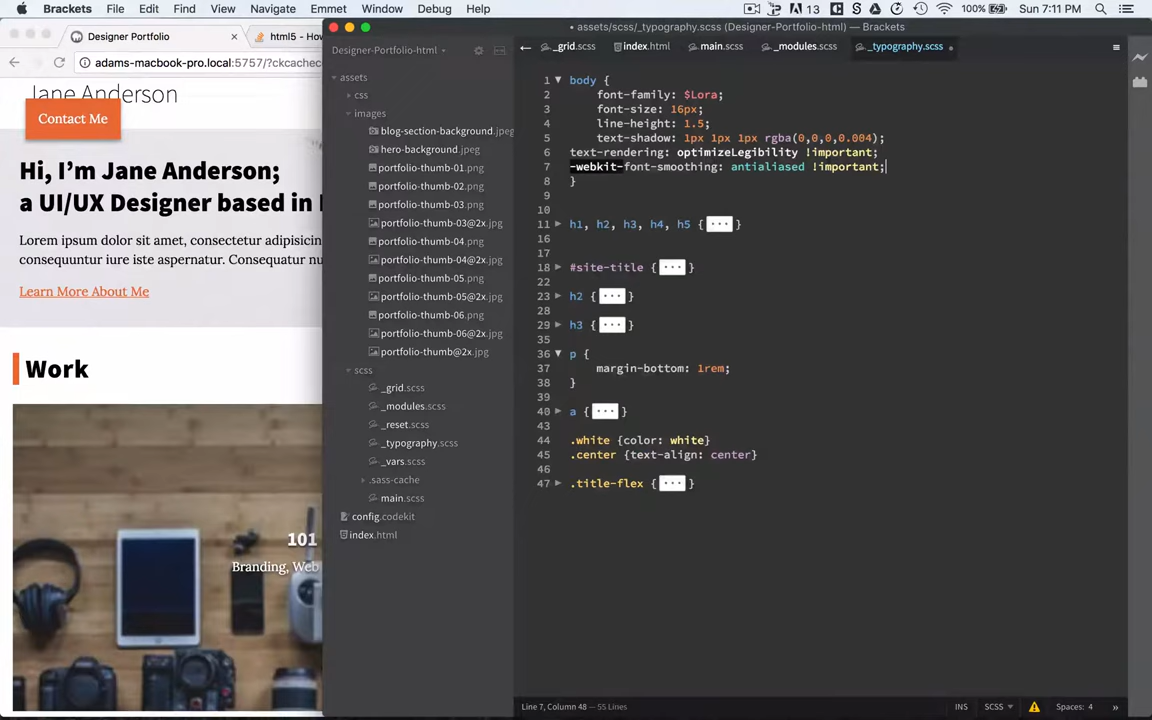 Brackets File Edit Find View Navigate Emmet Window Debug Help 13 100% Sun 7:11 PM
assets/scss/_typography.scss (Designer-Portfolio-html) — Brackets
Designer Portfolio × html5 - How
adams-macbook-pro.local:5757/?ckcachec
Jane Anderson
Contact Me
Hi, I'm Jane Anderson;
a UI/UX Designer based in
Lorem ipsum dolor sit amet, consectetur adipisicin
consequuntur iure iste aspernatur. Consequatur nu
Learn More About Me
Work
101
Branding, Web
Designer-Portfolio-html
assets
css
images
blog-section-background.jpeg
hero-background.jpeg
portfolio-thumb-01.png
portfolio-thumb-02.png
portfolio-thumb-03.png
portfolio-thumb-03@2x.jpg
portfolio-thumb-04.png
portfolio-thumb-04@2x.jpg
portfolio-thumb-05.png
portfolio-thumb-05@2x.jpg
portfolio-thumb-06.png
portfolio-thumb-06@2x.jpg
portfolio-thumb@2x.jpg
scss
_grid.scss
_modules.scss
_reset.scss
_typography.scss
_vars.scss
.sass-cache
main.scss
config.codekit
index.html
_grid.scss index.html main.scss _modules.scss _typography.scss
1 body {
2 font-family: $Lora;
3 font-size: 16px;
4 line-height: 1.5;
5 text-shadow: 1px 1px 1px rgba(0,0,0,0.004);
6 text-rendering: optimizeLegibility !important;
7 -webkit-font-smoothing: antialiased !important;
8 }
9
10
11 h1, h2, h3, h4, h5 { ... }
16
17
18 #site-title { ... }
22
23 h2 { ... }
28
29 h3 { ... }
35
36 p {
37 margin-bottom: 1rem;
38 }
39
40 a { ... }
43
44 .white {color: white}
45 .center {text-align: center}
46
47 .title-flex { ... }
Line 7, Column 48 — 55 Lines INS SCSS Spaces: 4